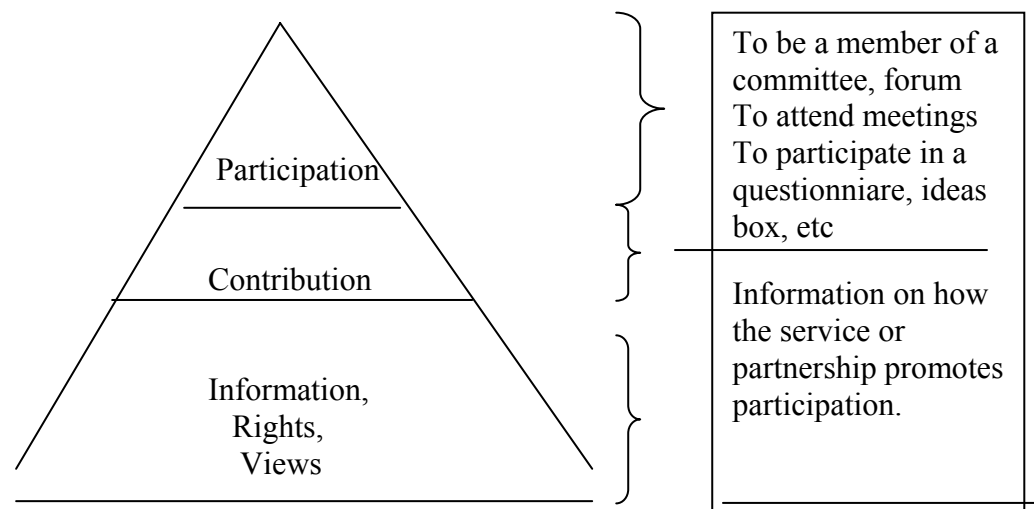 Participation
Contribution
Information,
Rights,
Views
To be a member of a
committee, forum
To attend meetings
To participate in a
questionniare, ideas
box, etc
Information on how
the service or
partnership promotes
participation.